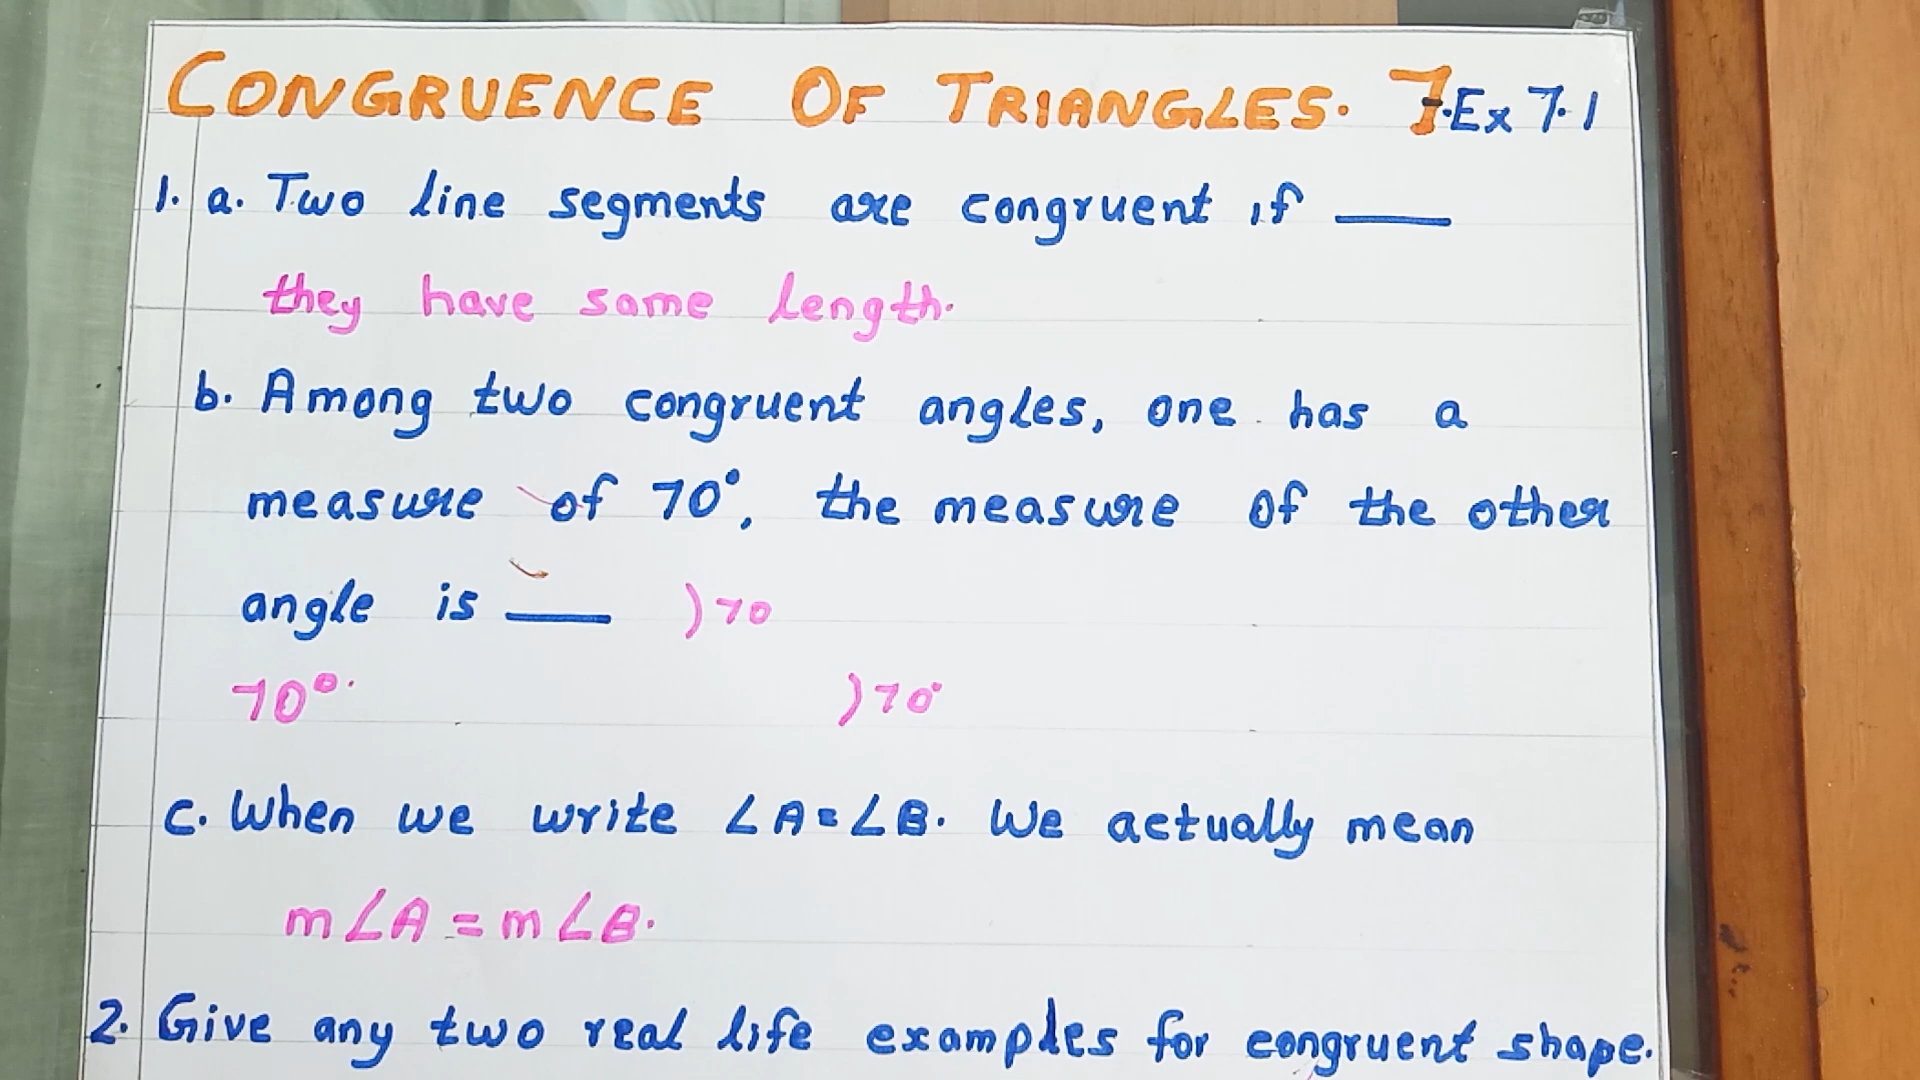 CONGRUENCE OF TRIANGLES. 7.Ex 7.1
1. a. Two line segments are congruent if ___
they have same length.
b. Among two congruent angles, one has a
measure of 70°, the measure of the other
angle is ___ )70
70°. )70°
c. When we write ∠A=∠B. We actually mean
m∠A = m∠B.
2. Give any two real life examples for congruent shape.